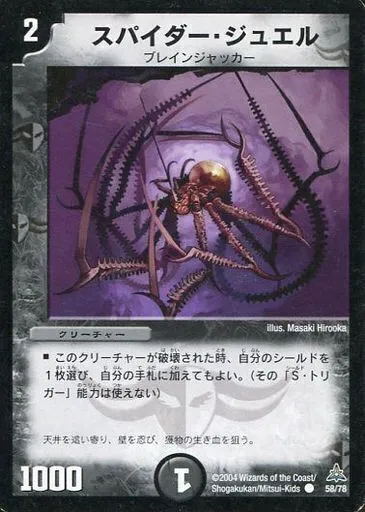 2
スパイダー・ジュエル
ブレインジャッカー
illus. Masaki Hirooka
クリーチャー
■ このクリーチャーが破壊された時、自分のシールドを
1枚選び、自分の手札に加えてもよい。(その「S・トリ
ガー」能力は使えない)
天井を這い寄り、壁を忍び、獲物の生き血を狙う。
1000
1
©2004 Wizards of the Coast/
Shogakukan/Mitsui-Kids
58/78